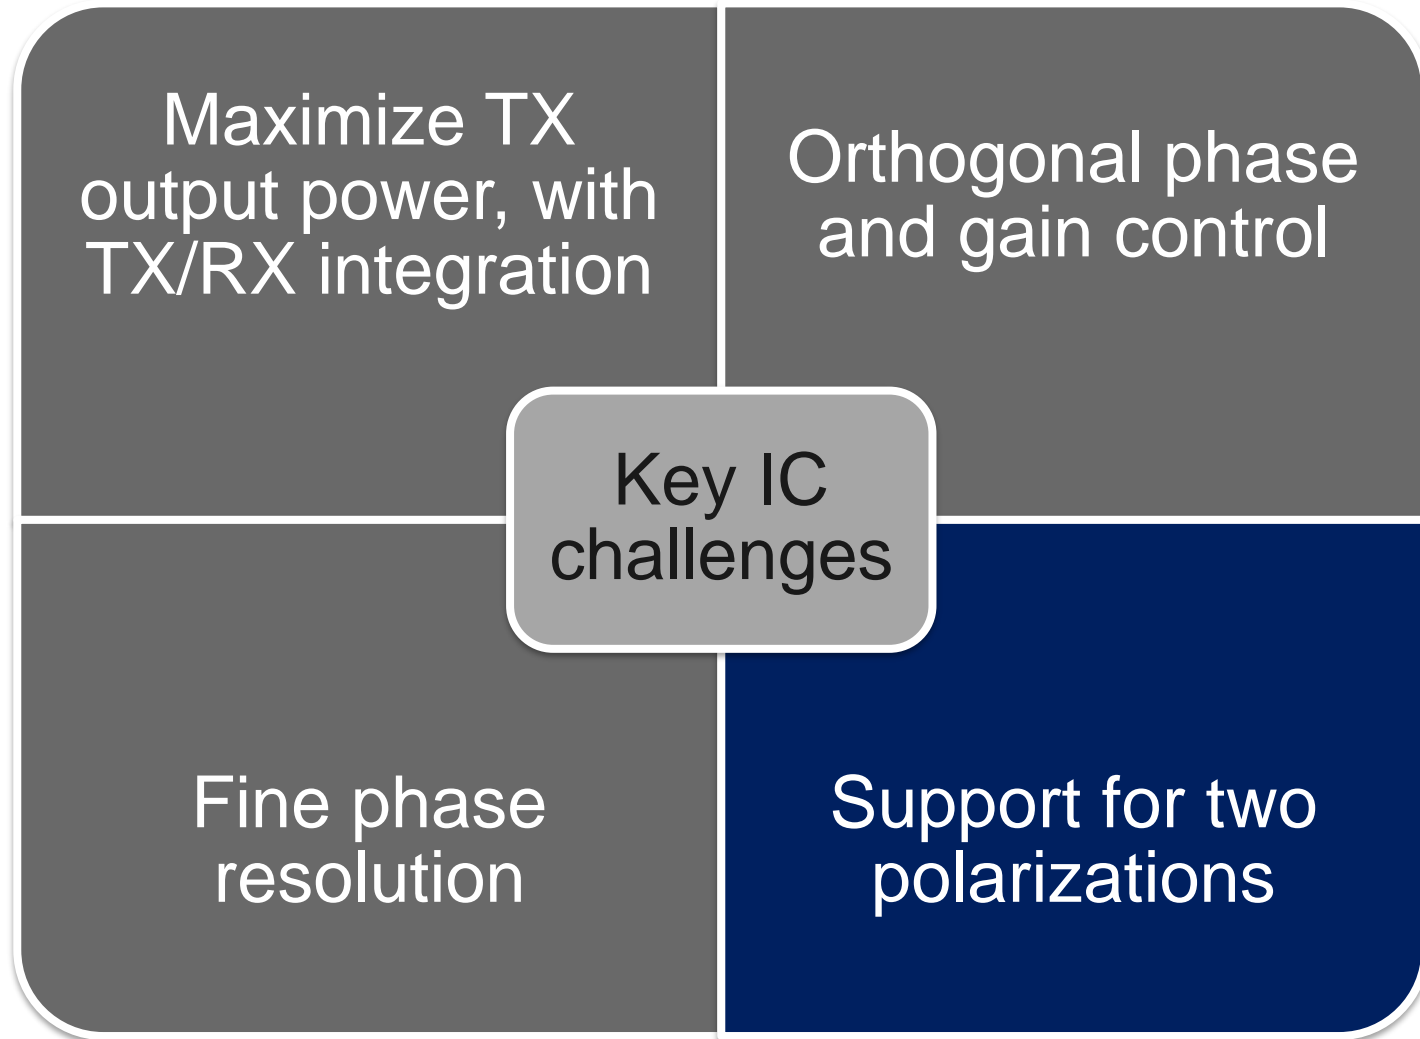 Maximize TX
output power, with
TX/RX integration
Orthogonal phase
and gain control
Key IC
challenges
Fine phase
resolution
Support for two
polarizations